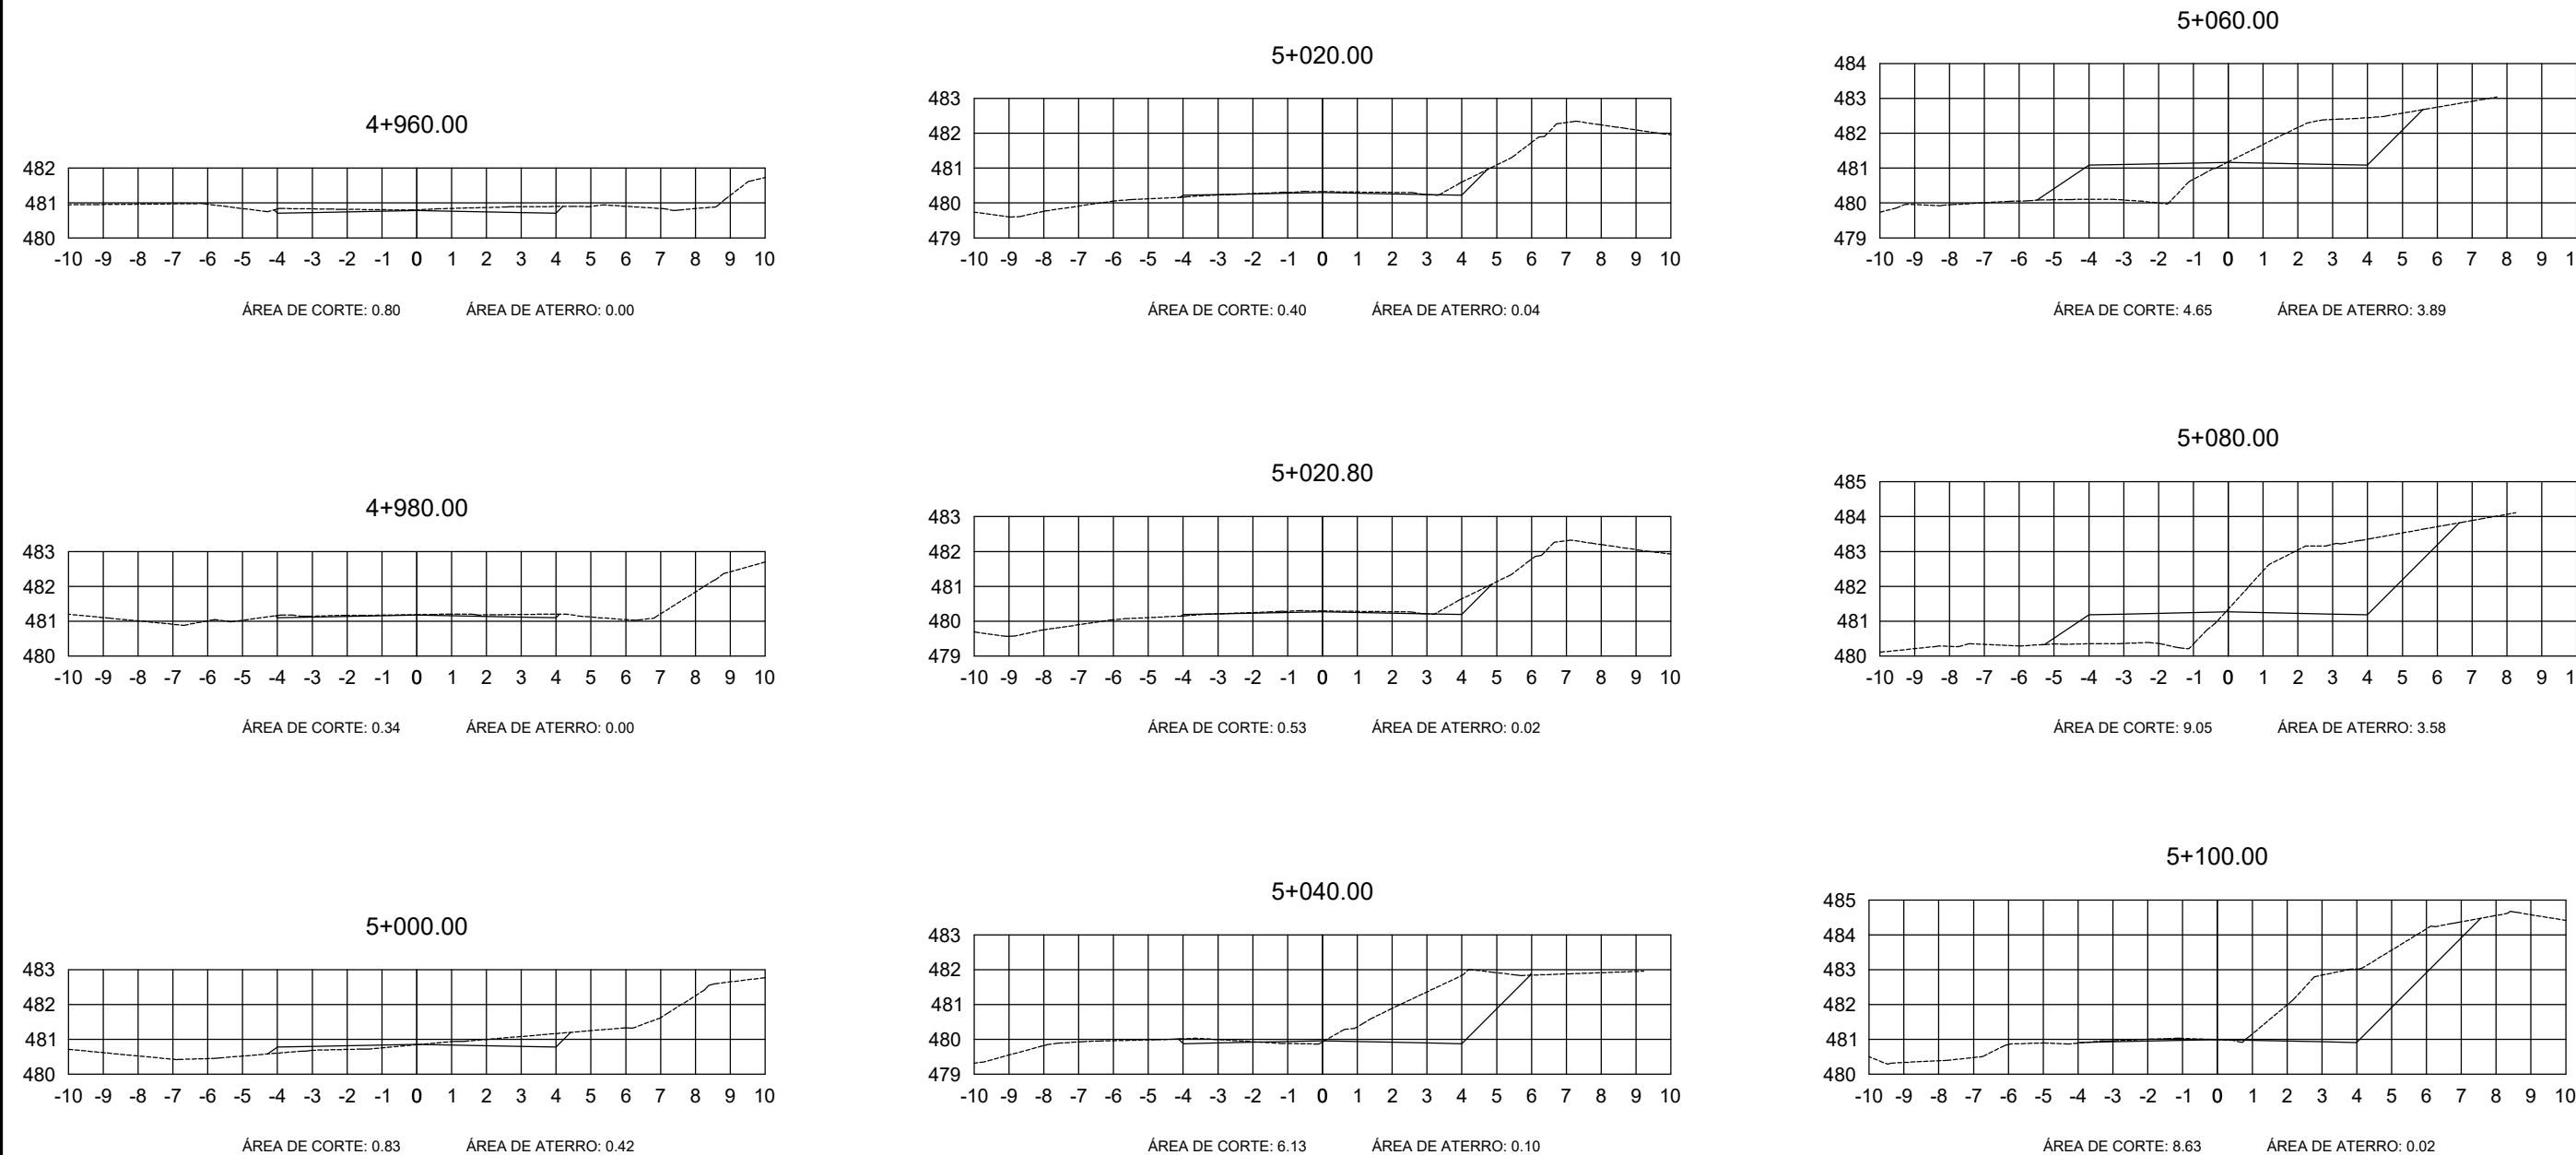 4+960.00
482
481
480
-10 -9 -8 -7 -6 -5 -4 -3 -2 -1 0 1 2 3 4 5 6 7 8 9 10
ÁREA DE CORTE: 0.80 ÁREA DE ATERRO: 0.00
4+980.00
483
482
481
480
-10 -9 -8 -7 -6 -5 -4 -3 -2 -1 0 1 2 3 4 5 6 7 8 9 10
ÁREA DE CORTE: 0.34 ÁREA DE ATERRO: 0.00
5+000.00
483
482
481
480
-10 -9 -8 -7 -6 -5 -4 -3 -2 -1 0 1 2 3 4 5 6 7 8 9 10
ÁREA DE CORTE: 0.83 ÁREA DE ATERRO: 0.42
5+020.00
483
482
481
480
479
-10 -9 -8 -7 -6 -5 -4 -3 -2 -1 0 1 2 3 4 5 6 7 8 9 10
ÁREA DE CORTE: 0.40 ÁREA DE ATERRO: 0.04
5+020.80
483
482
481
480
479
-10 -9 -8 -7 -6 -5 -4 -3 -2 -1 0 1 2 3 4 5 6 7 8 9 10
ÁREA DE CORTE: 0.53 ÁREA DE ATERRO: 0.02
5+040.00
483
482
481
480
479
-10 -9 -8 -7 -6 -5 -4 -3 -2 -1 0 1 2 3 4 5 6 7 8 9 10
ÁREA DE CORTE: 6.13 ÁREA DE ATERRO: 0.10
5+060.00
484
483
482
481
480
479
-10 -9 -8 -7 -6 -5 -4 -3 -2 -1 0 1 2 3 4 5 6 7 8 9 1
ÁREA DE CORTE: 4.65 ÁREA DE ATERRO: 3.89
5+080.00
485
484
483
482
481
480
-10 -9 -8 -7 -6 -5 -4 -3 -2 -1 0 1 2 3 4 5 6 7 8 9 1
ÁREA DE CORTE: 9.05 ÁREA DE ATERRO: 3.58
5+100.00
485
484
483
482
481
480
-10 -9 -8 -7 -6 -5 -4 -3 -2 -1 0 1 2 3 4 5 6 7 8 9 10
ÁREA DE CORTE: 8.63 ÁREA DE ATERRO: 0.02